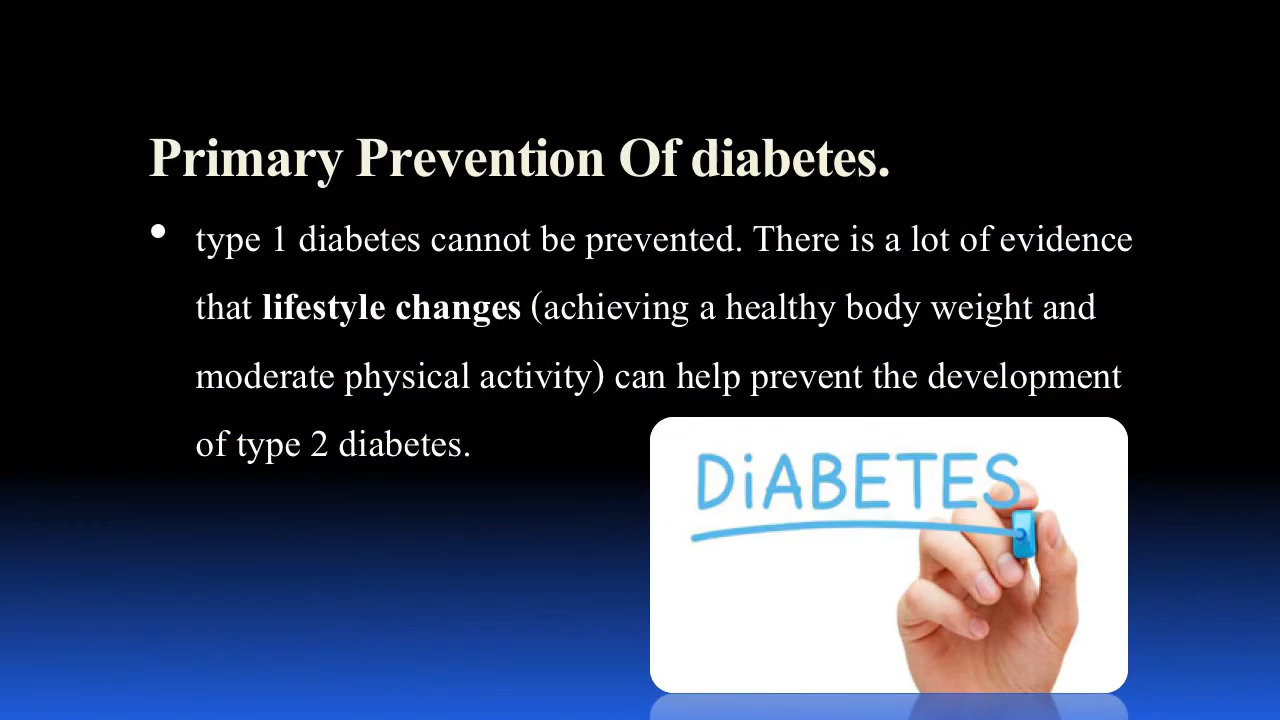 Primary Prevention Of diabetes.
• type 1 diabetes cannot be prevented. There is a lot of evidence
that lifestyle changes (achieving a healthy body weight and
moderate physical activity) can help prevent the development
of type 2 diabetes.
DiABETES